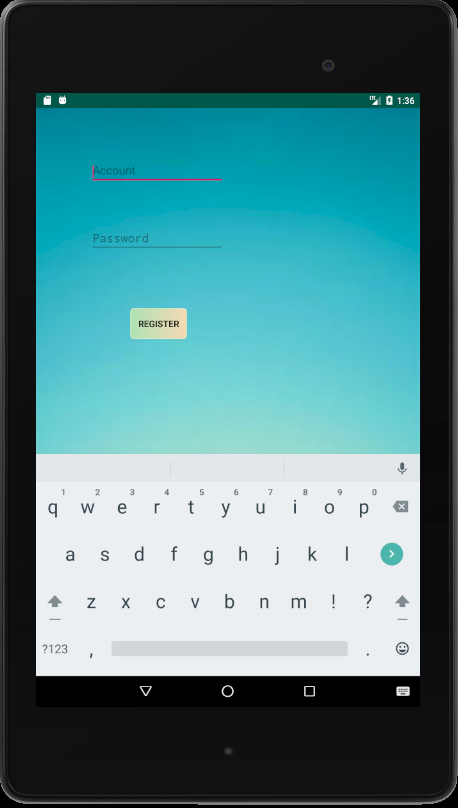 1:36
Account
Password
REGISTER
1 2 3 4 5 6 7 8 9 0
q w e r t y u i o p
a s d f g h j k l
z x c v b n m ! ?
?123 , .